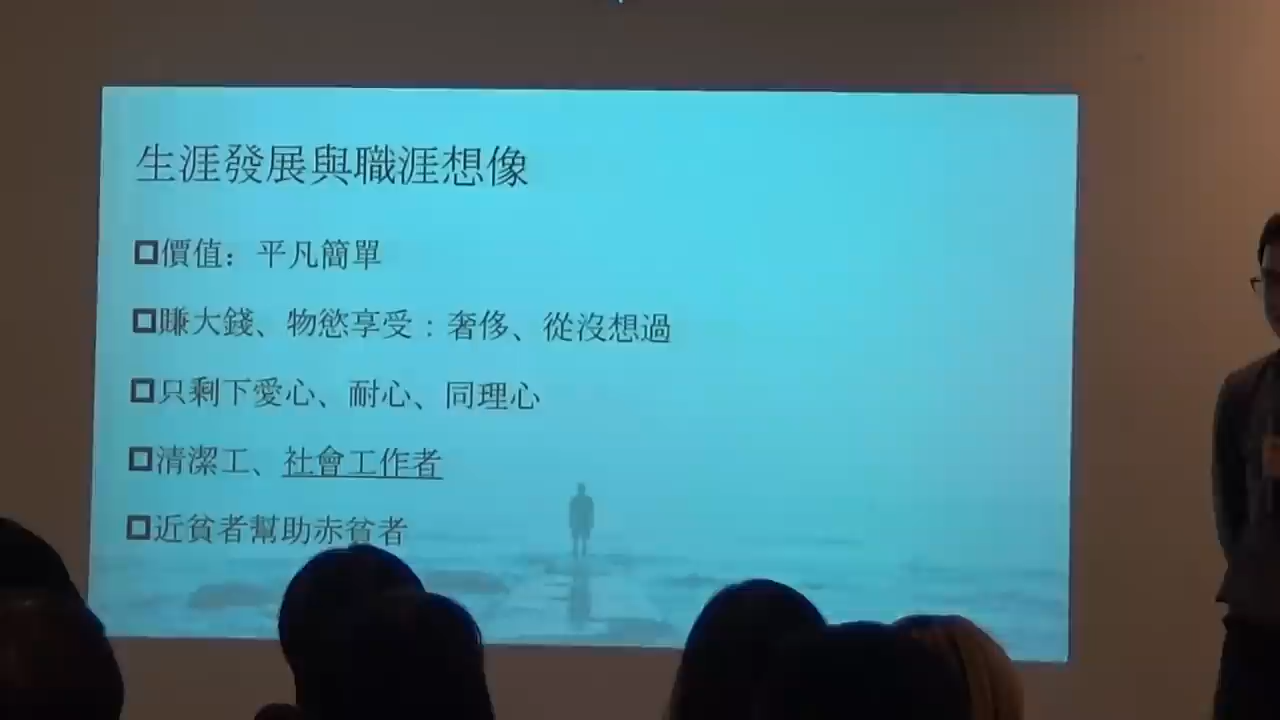 生涯發展與職涯想像
價值：平凡簡單
賺大錢、物慾享受：奢侈、從沒想過
只剩下愛心、耐心、同理心
清潔工、社會工作者
近貧者幫助赤貧者